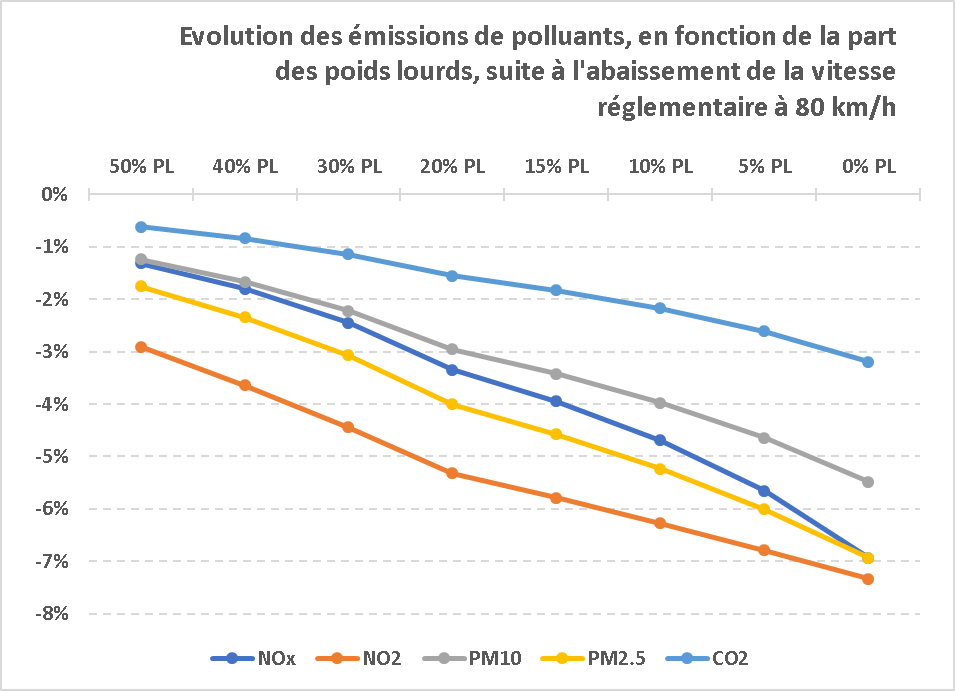 Evolution des émissions de polluants, en fonction de la part
des poids lourds, suite à l'abaissement de la vitesse
réglementaire à 80 km/h
50% PL 40% PL 30% PL 20% PL 15% PL 10% PL 5% PL 0% PL
0%
-1%
-2%
-3%
-4%
-5%
-6%
-7%
-8%
NOx NO2 PM10 PM2.5 CO2